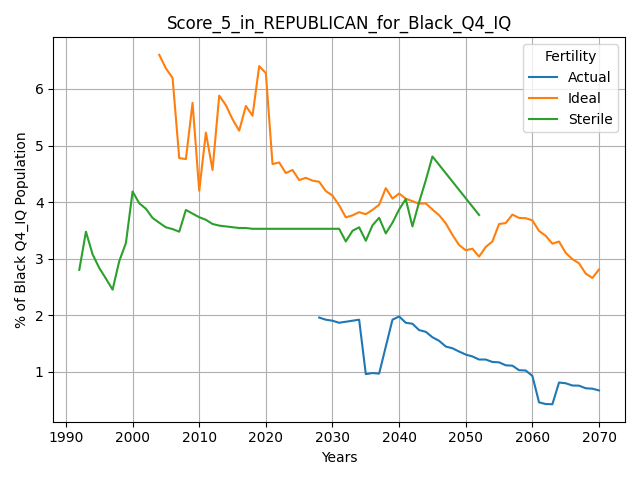 Score_5_in_REPUBLICAN_for_Black_Q4_IQ
Fertility
Actual
Ideal
Sterile
% of Black Q4_IQ Population
6
5
4
3
2
1
1990 2000 2010 2020 2030 2040 2050 2060 2070
Years